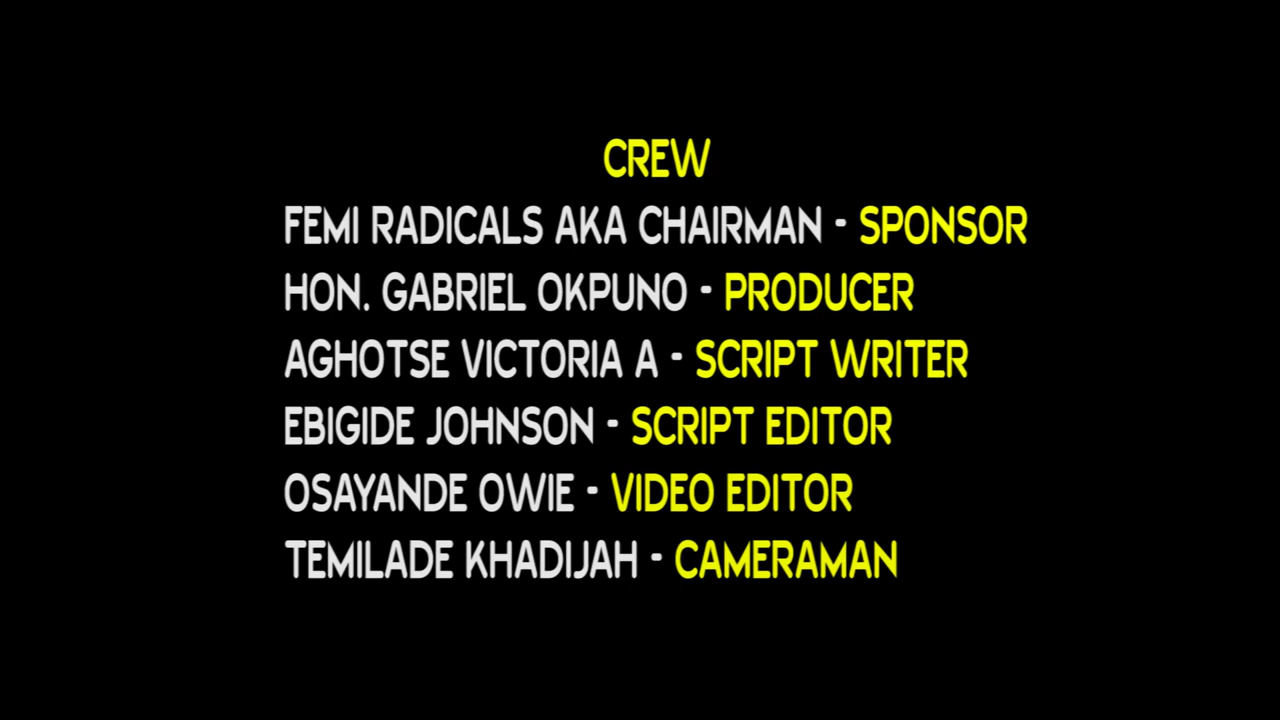 CREW
FEMI RADICALS AKA CHAIRMAN - SPONSOR
HON. GABRIEL OKPUNO - PRODUCER
AGHOTSE VICTORIA A - SCRIPT WRITER
EBIGIDE JOHNSON - SCRIPT EDITOR
OSAYANDE OWIE - VIDEO EDITOR
TEMILADE KHADIJAH - CAMERAMAN